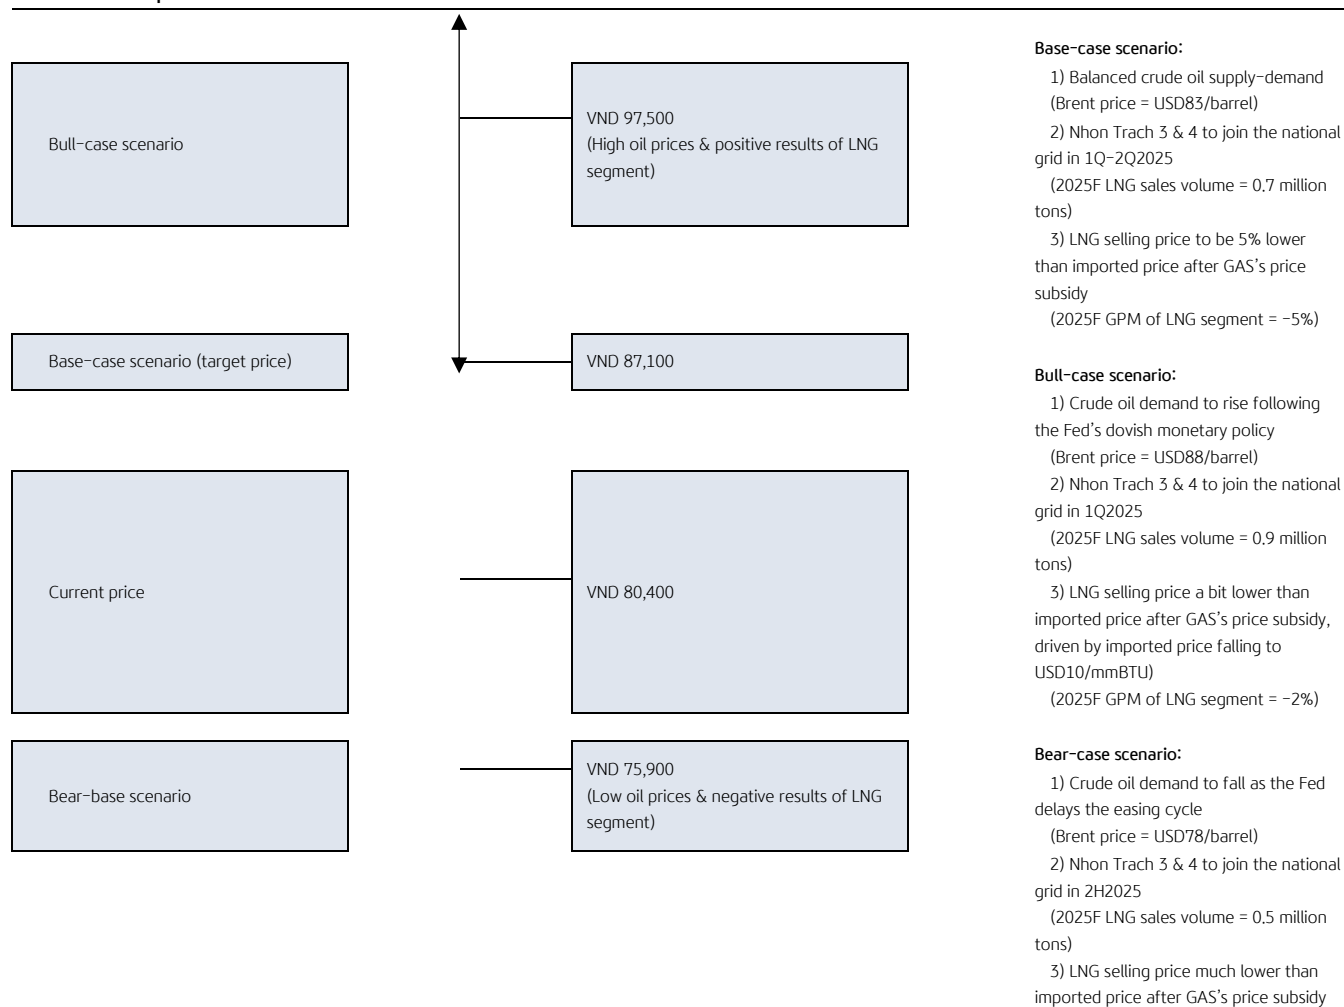 Bull-case scenario
VND 97,500
(High oil prices & positive results of LNG
segment)
Base-case scenario (target price)
VND 87,100
Current price
VND 80,400
Bear-base scenario
VND 75,900
(Low oil prices & negative results of LNG
segment)
Base-case scenario:
1) Balanced crude oil supply-demand
(Brent price = USD83/barrel)
2) Nhon Trach 3 & 4 to join the national
grid in 1Q-2Q2025
(2025F LNG sales volume = 0.7 million
tons)
3) LNG selling price to be 5% lower
than imported price after GAS's price
subsidy
(2025F GPM of LNG segment = -5%)
Bull-case scenario:
1) Crude oil demand to rise following
the Fed's dovish monetary policy
(Brent price = USD88/barrel)
2) Nhon Trach 3 & 4 to join the national
grid in 1Q2025
(2025F LNG sales volume = 0.9 million
tons)
3) LNG selling price a bit lower than
imported price after GAS's price subsidy,
driven by imported price falling to
USD10/mmBTU)
(2025F GPM of LNG segment = -2%)
Bear-case scenario:
1) Crude oil demand to fall as the Fed
delays the easing cycle
(Brent price = USD78/barrel)
2) Nhon Trach 3 & 4 to join the national
grid in 2H2025
(2025F LNG sales volume = 0.5 million
tons)
3) LNG selling price much lower than
imported price after GAS's price subsidy